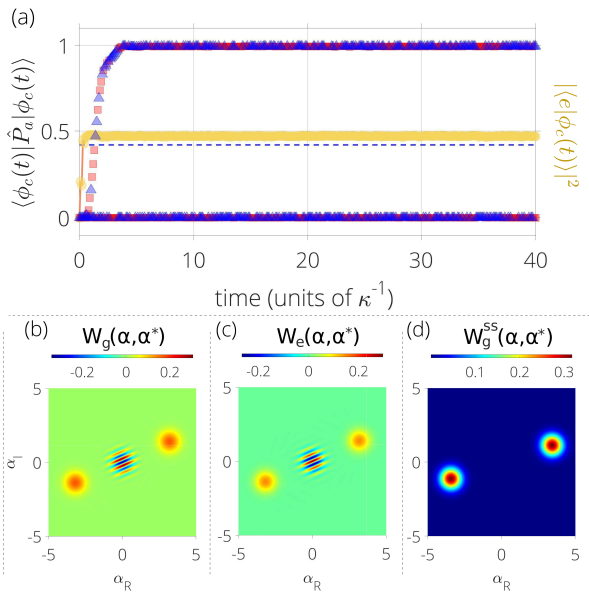 (a)
1
0.5
0
⟨ϕc(t)|P̂a|ϕc(t)⟩
|⟨e|ϕc(t)⟩|²
0 10 20 30 40
time (units of κ⁻¹)
(b) Wg(α,α*) (c) We(α,α*) (d) Wgˢˢ(α,α*)
-0.2 0 0.2 -0.2 0 0.2 0.1 0.2 0.3
5 5 5
αI 0 0 0
-5 -5 -5
-5 0 5 -5 0 5 -5 0 5
αR αR αR